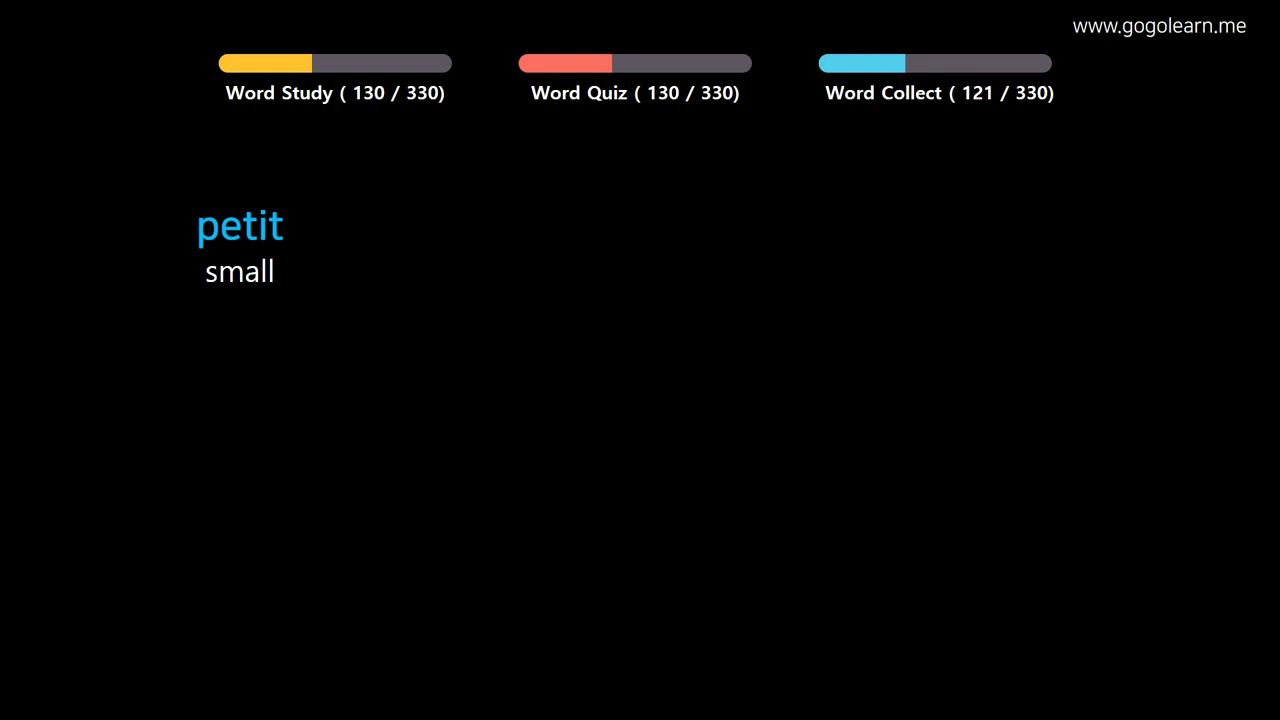 www.gogolearn.me
Word Study ( 130 / 330)
Word Quiz ( 130 / 330)
Word Collect ( 121 / 330)
petit
small